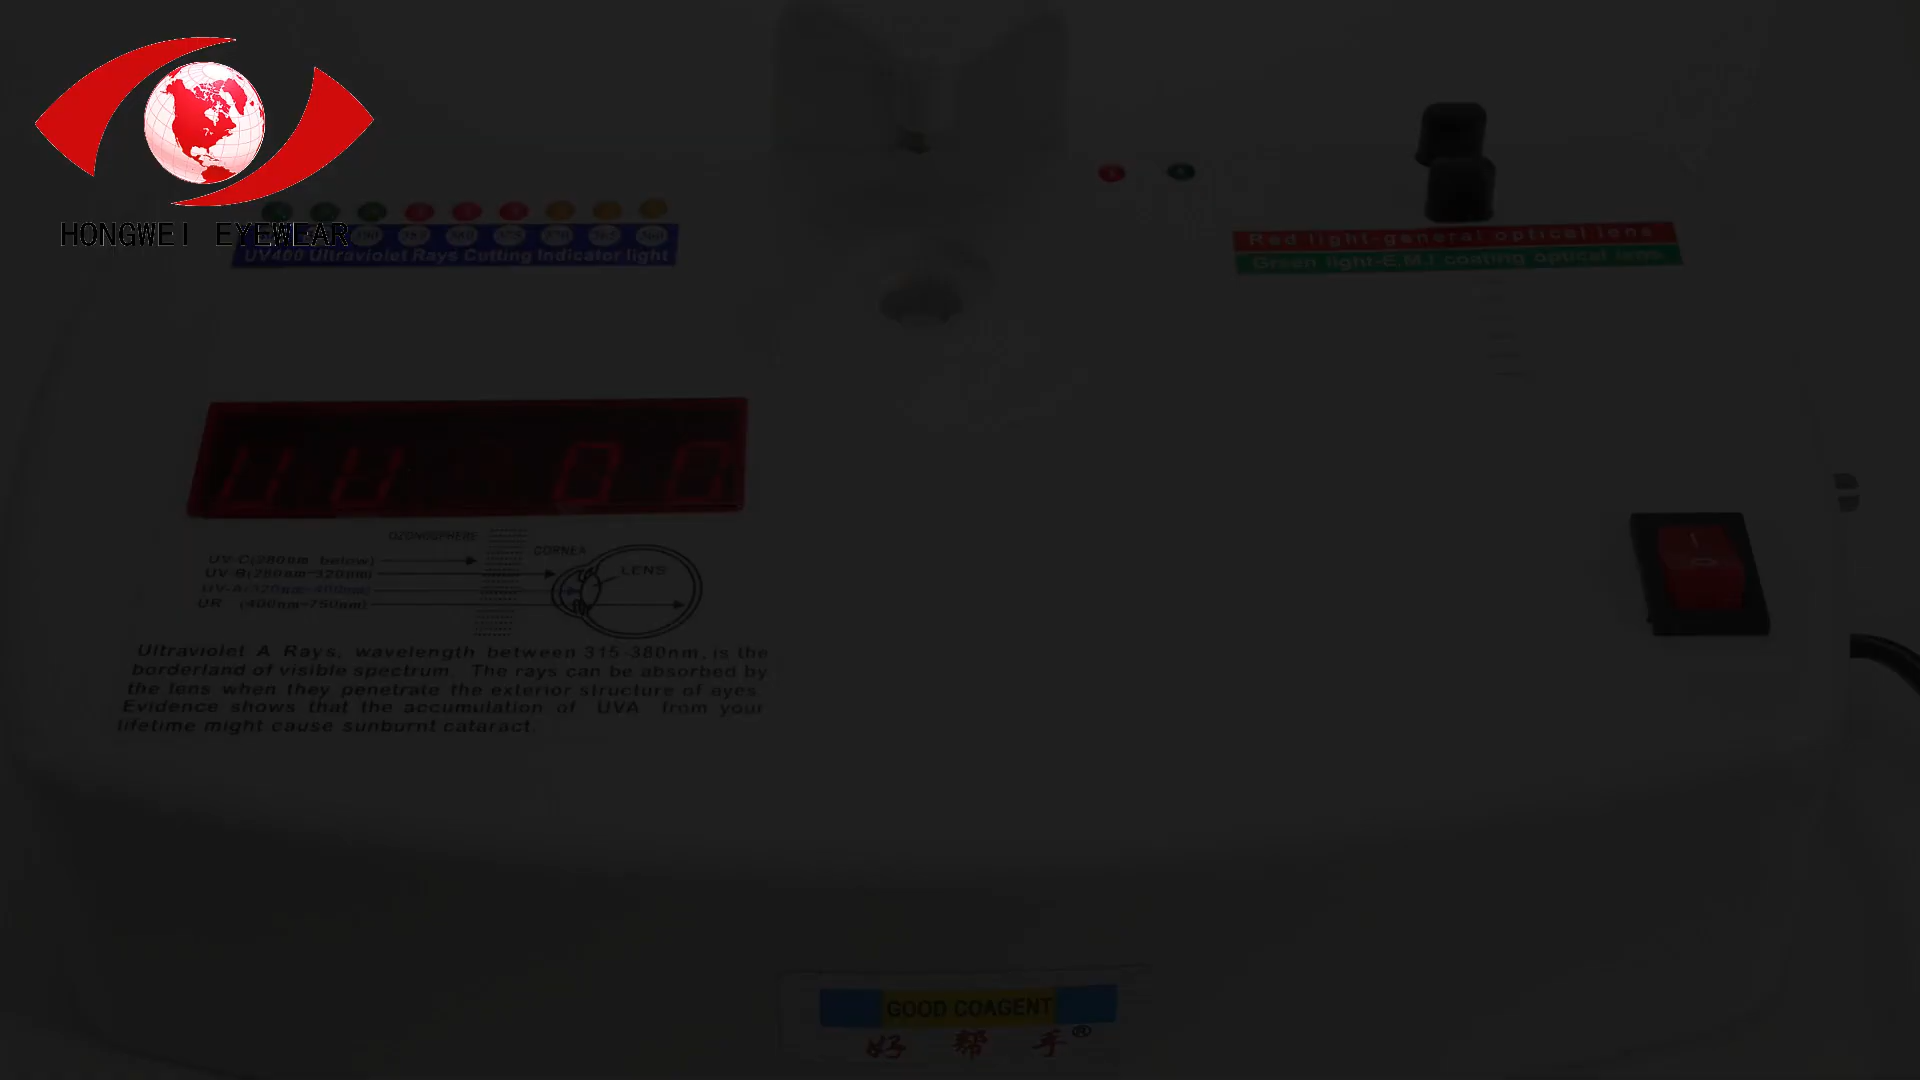 HONGWEI EYEWEAR
UV400 Ultraviolet Rays Cutting Indicator light
Red light-general optical lens
Green light-E.M.I coating optical lens
UV 00
OZONOSPHERE
CORNEA
LENS
UV-C(280nm below)
UV-B(280nm-320nm)
UV-A(320nm-400nm)
UR (400nm-750nm)
Ultraviolet A Rays, wavelength between 315-380nm, is the
borderland of visible spectrum. The rays can be absorbed by
the lens when they penetrate the exterior structure of ayes.
Evidence shows that the accumulation of UVA from your
lifetime might cause sunburnt cataract.
GOOD COAGENT
好帮手®